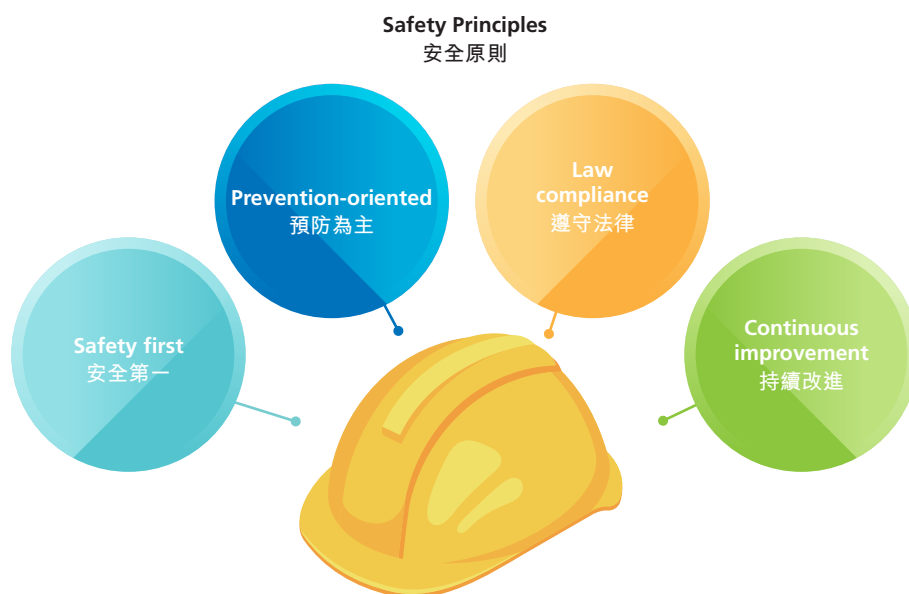 Safety Principles
安全原則
Safety first
安全第一
Prevention-oriented
預防為主
Law
compliance
遵守法律
Continuous
improvement
持續改進